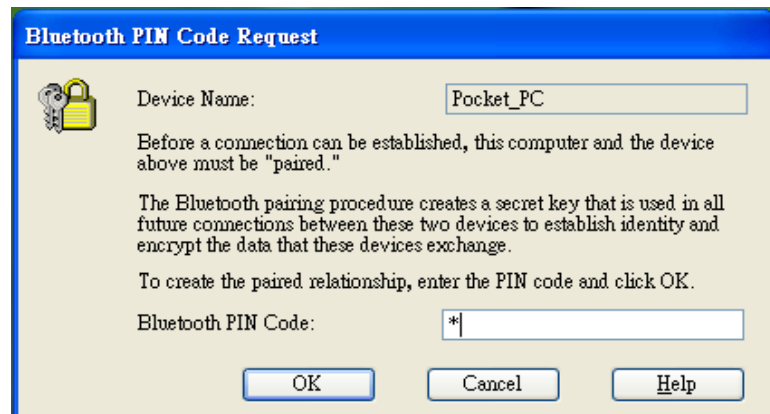 Bluetooth PIN Code Request
Device Name: Pocket_PC
Before a connection can be established, this computer and the device
above must be "paired."
The Bluetooth pairing procedure creates a secret key that is used in all
future connections between these two devices to establish identity and
encrypt the data that these devices exchange.
To create the paired relationship, enter the PIN code and click OK.
Bluetooth PIN Code: *
OK Cancel Help